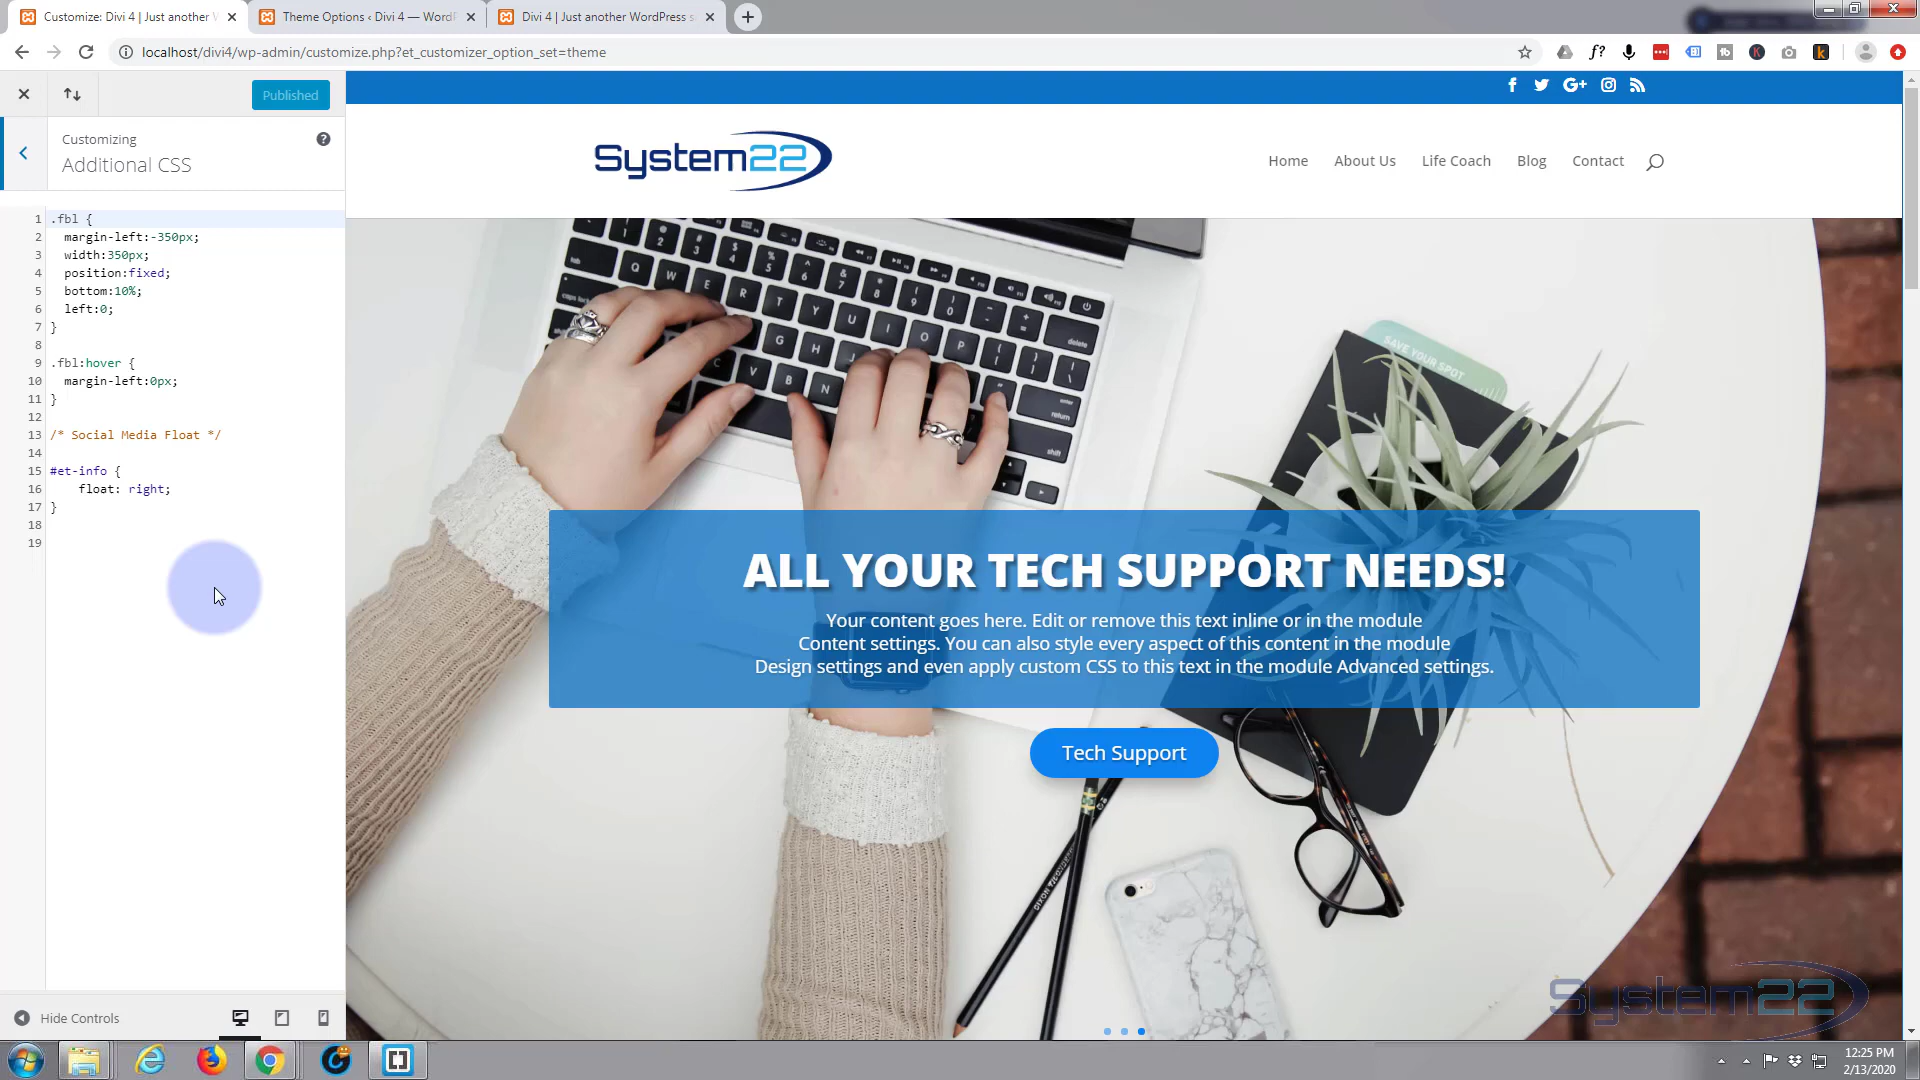 Customize: Divi 4 | Just another W
Theme Options ‹ Divi 4 — WordP
Divi 4 | Just another WordPress s
localhost/divi4/wp-admin/customize.php?et_customizer_option_set=theme
Published
Customizing
Additional CSS
1 .fbl {
2 margin-left:-350px;
3 width:350px;
4 position:fixed;
5 bottom:10%;
6 left:0;
7 }
8
9 .fbl:hover {
10 margin-left:0px;
11 }
12
13 /* Social Media Float */
14
15 #et-info {
16 float: right;
17 }
18
19
Hide Controls
System22
Home About Us Life Coach Blog Contact
SAVE YOUR SPOT
ALL YOUR TECH SUPPORT NEEDS!
Your content goes here. Edit or remove this text inline or in the module
Content settings. You can also style every aspect of this content in the module
Design settings and even apply custom CSS to this text in the module Advanced settings.
Tech Support
System22
12:25 PM
2/13/2020